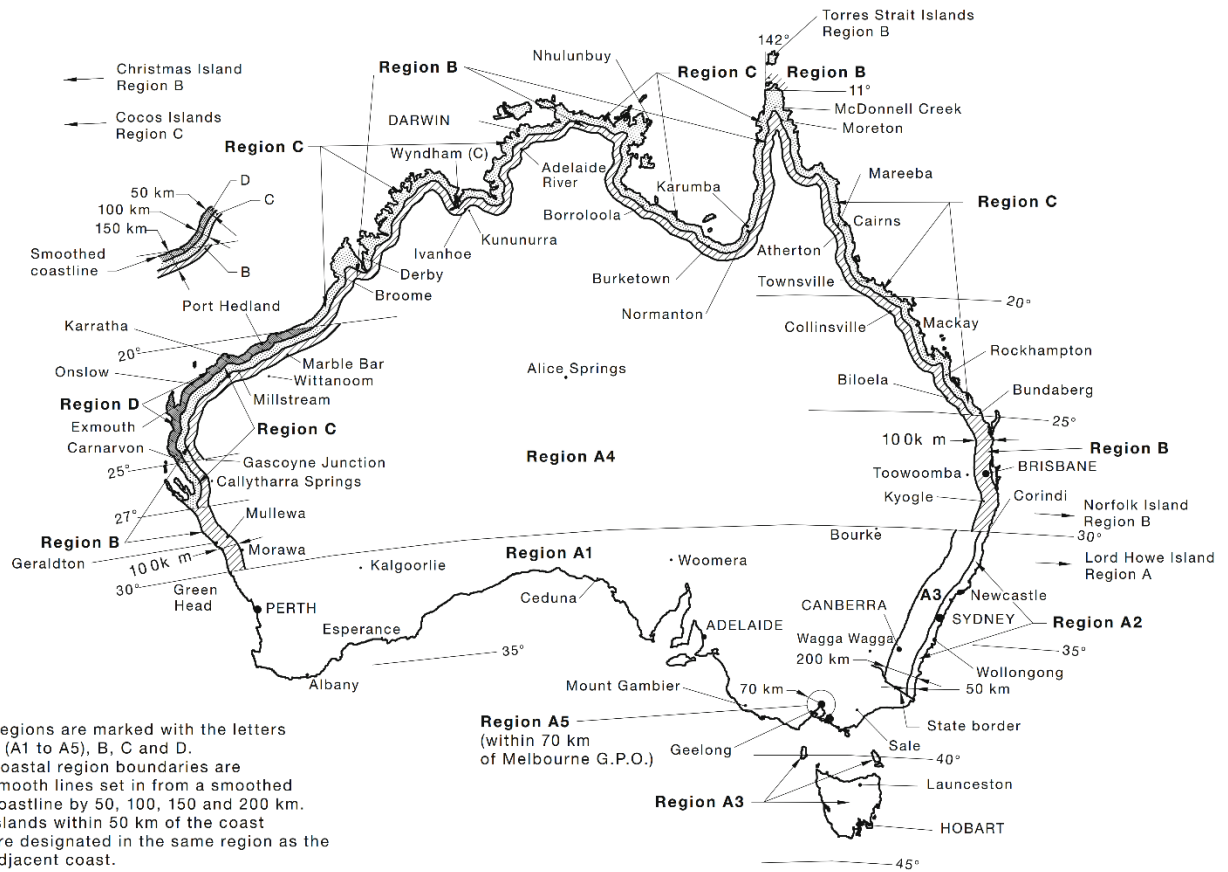 Torres Strait Islands
Region B
142°
Nhulunbuy
Christmas Island
Region B
Region B
Region C
Region B
11°
McDonnell Creek
Moreton
Cocos Islands
Region C
DARWIN
Region C
Wyndham (C)
Adelaide
River
Mareeba
D
50 km
C
100 km
150 km
Karumba
Region C
Cairns
Borroloola
Kununurra
Atherton
Smoothed
coastline
B
Ivanhoe
Derby
Burketown
Townsville
Broome
Port Hedland
20°
Normanton
Collinsville
Mackay
Karratha
20°
Marble Bar
Wittanoom
Alice Springs
Rockhampton
Onslow
Biloela
Millstream
Bundaberg
Region D
Exmouth
25°
Region C
100k m
Region B
Carnarvon
25°
Gascoyne Junction
Region A4
Toowoomba
BRISBANE
Callytharra Springs
Kyogle
Corindi
27°
Norfolk Island
Region B
Mullewa
Region B
Bourke
30°
Geraldton
100k m
Morawa
Region A1
Woomera
Lord Howe Island
Region A
30°
Green
Head
Kalgoorlie
Ceduna
A3
Newcastle
CANBERRA
PERTH
SYDNEY
Region A2
Esperance
ADELAIDE
Wagga Wagga
35°
35°
200 km
Wollongong
Albany
Mount Gambier
70 km
50 km
Region A5
(within 70 km
of Melbourne G.P.O.)
State border
Geelong
Sale
40°
Launceston
Region A3
HOBART
45°
egions are marked with the letters
(A1 to A5), B, C and D.
oastal region boundaries are
mooth lines set in from a smoothed
oastline by 50, 100, 150 and 200 km.
slands within 50 km of the coast
re designated in the same region as the
djacent coast.